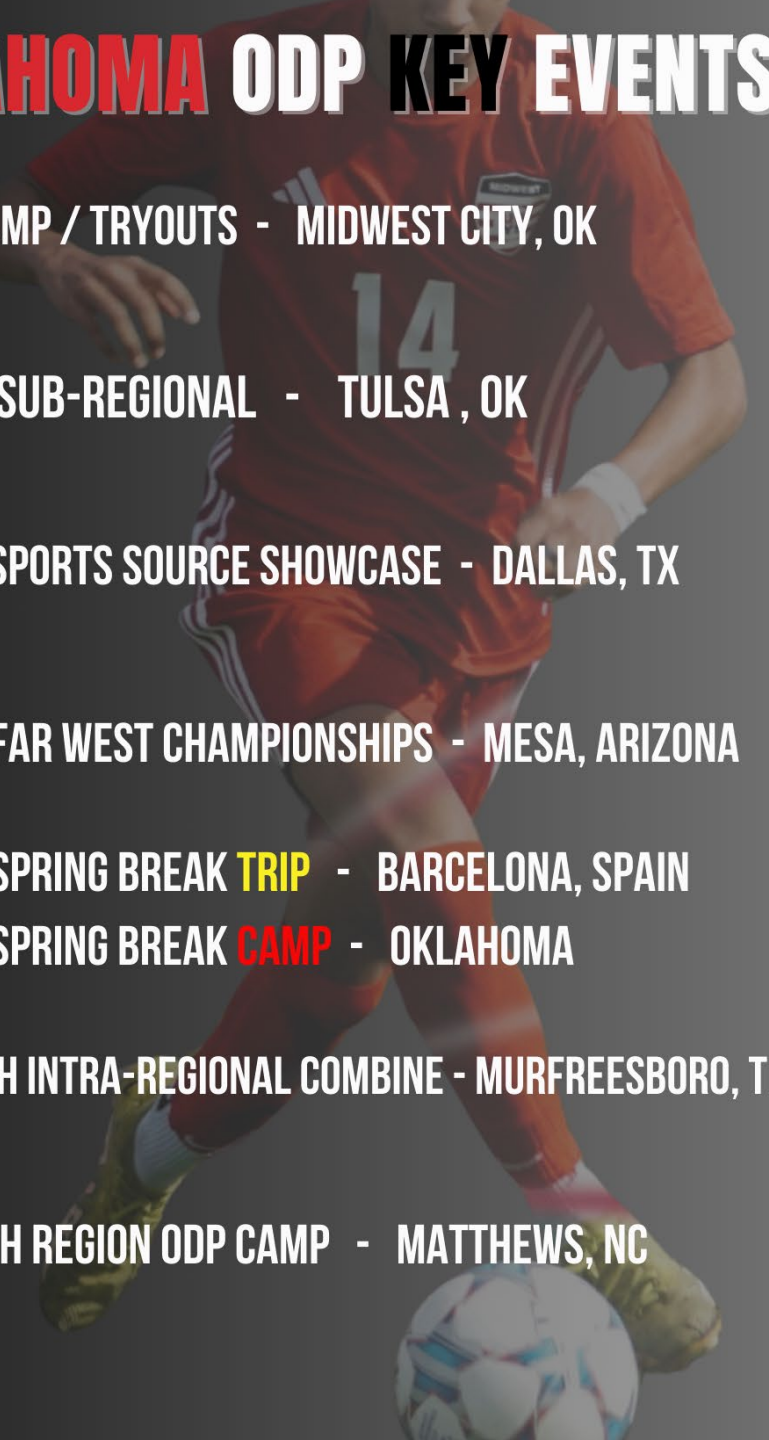 AHOMA ODP KEY EVENTS
MP / TRYOUTS - MIDWEST CITY, OK
MIDWEST
14
SUB-REGIONAL - TULSA , OK
SPORTS SOURCE SHOWCASE - DALLAS, TX
FAR WEST CHAMPIONSHIPS - MESA, ARIZONA
SPRING BREAK TRIP - BARCELONA, SPAIN
SPRING BREAK CAMP - OKLAHOMA
H INTRA-REGIONAL COMBINE - MURFREESBORO, T
H REGION ODP CAMP - MATTHEWS, NC